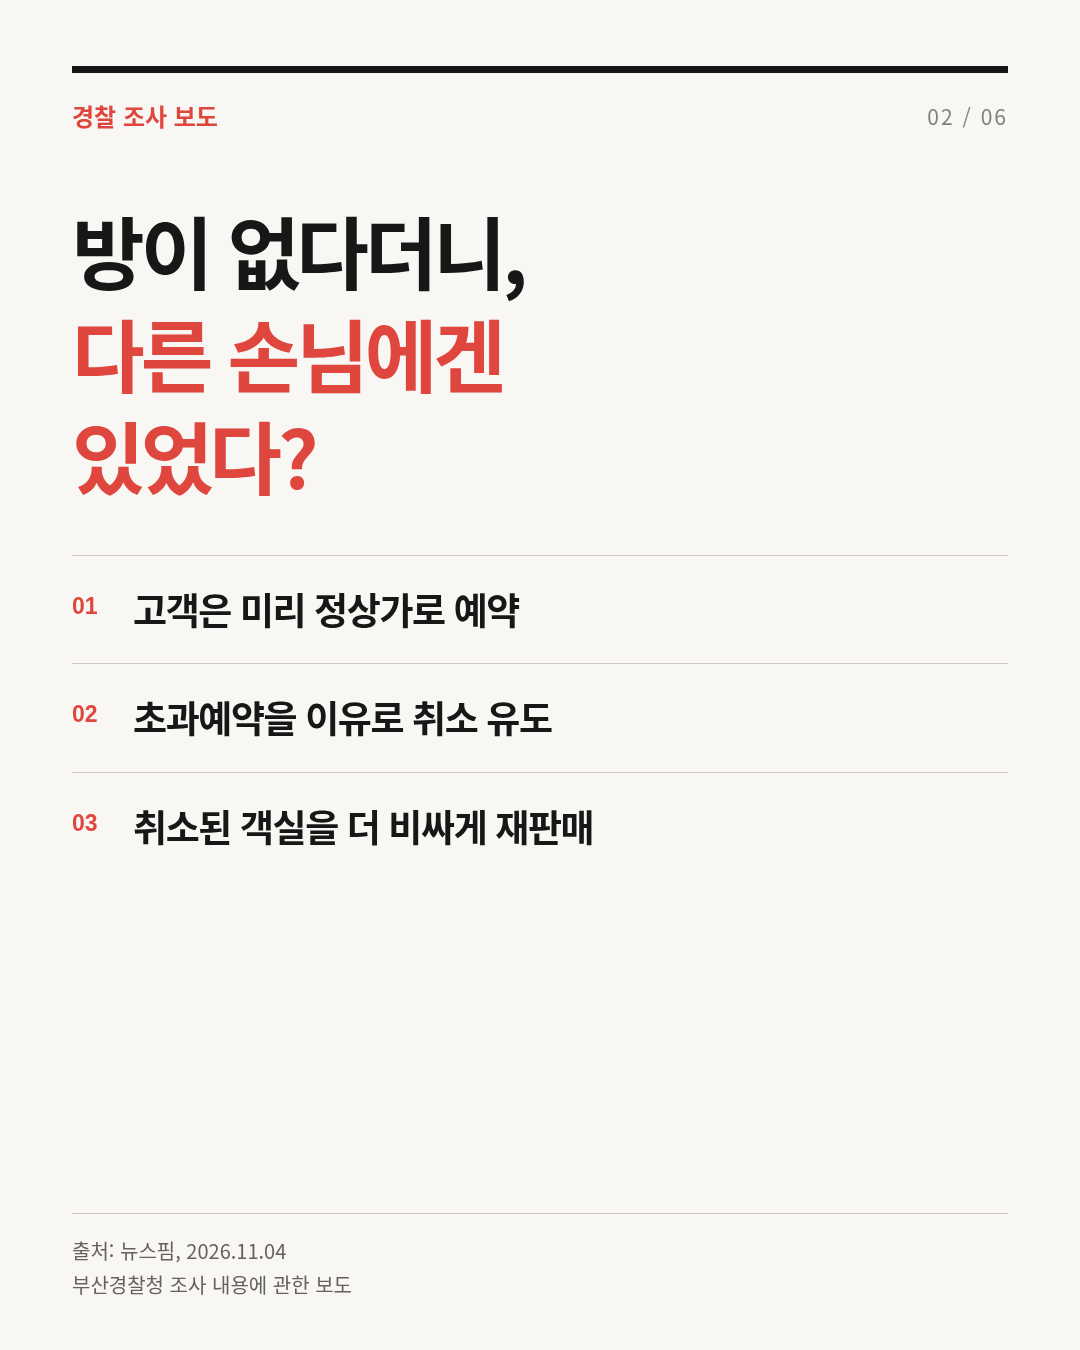 경찰 조사 보도
02 / 06
방이 없다더니,
다른 손님에겐
있었다?
01 고객은 미리 정상가로 예약
02 초과예약을 이유로 취소 유도
03 취소된 객실을 더 비싸게 재판매
출처: 뉴스핌, 2026.11.04
부산경찰청 조사 내용에 관한 보도